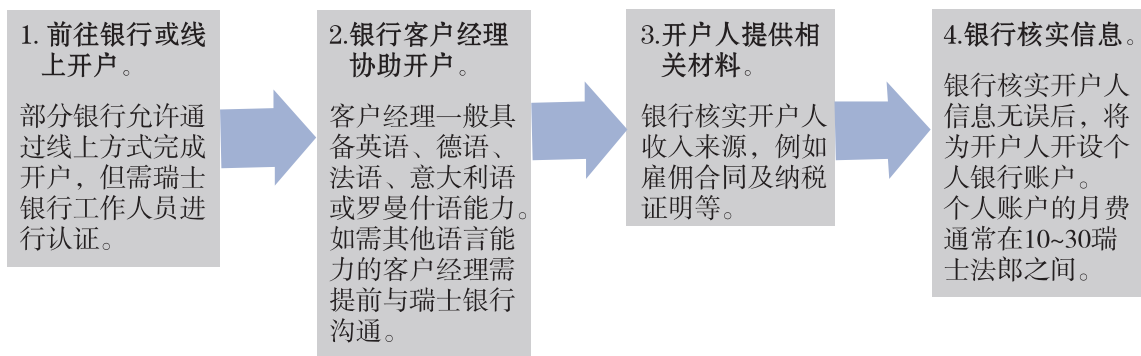 1. 前往银行或线
上开户。
部分银行允许通
过线上方式完成
开户，但需瑞士
银行工作人员进
行认证。
2.银行客户经理
协助开户。
客户经理一般具
备英语、德语、
法语、意大利语
或罗曼什语能力。
如需其他语言能
力的客户经理需
提前与瑞士银行
沟通。
3.开户人提供相
关材料。
银行核实开户人
收入来源，例如
雇佣合同及纳税
证明等。
4.银行核实信息。
银行核实开户人
信息无误后，将
为开户人开设个
人银行账户。
个人账户的月费
通常在10~30瑞
士法郎之间。